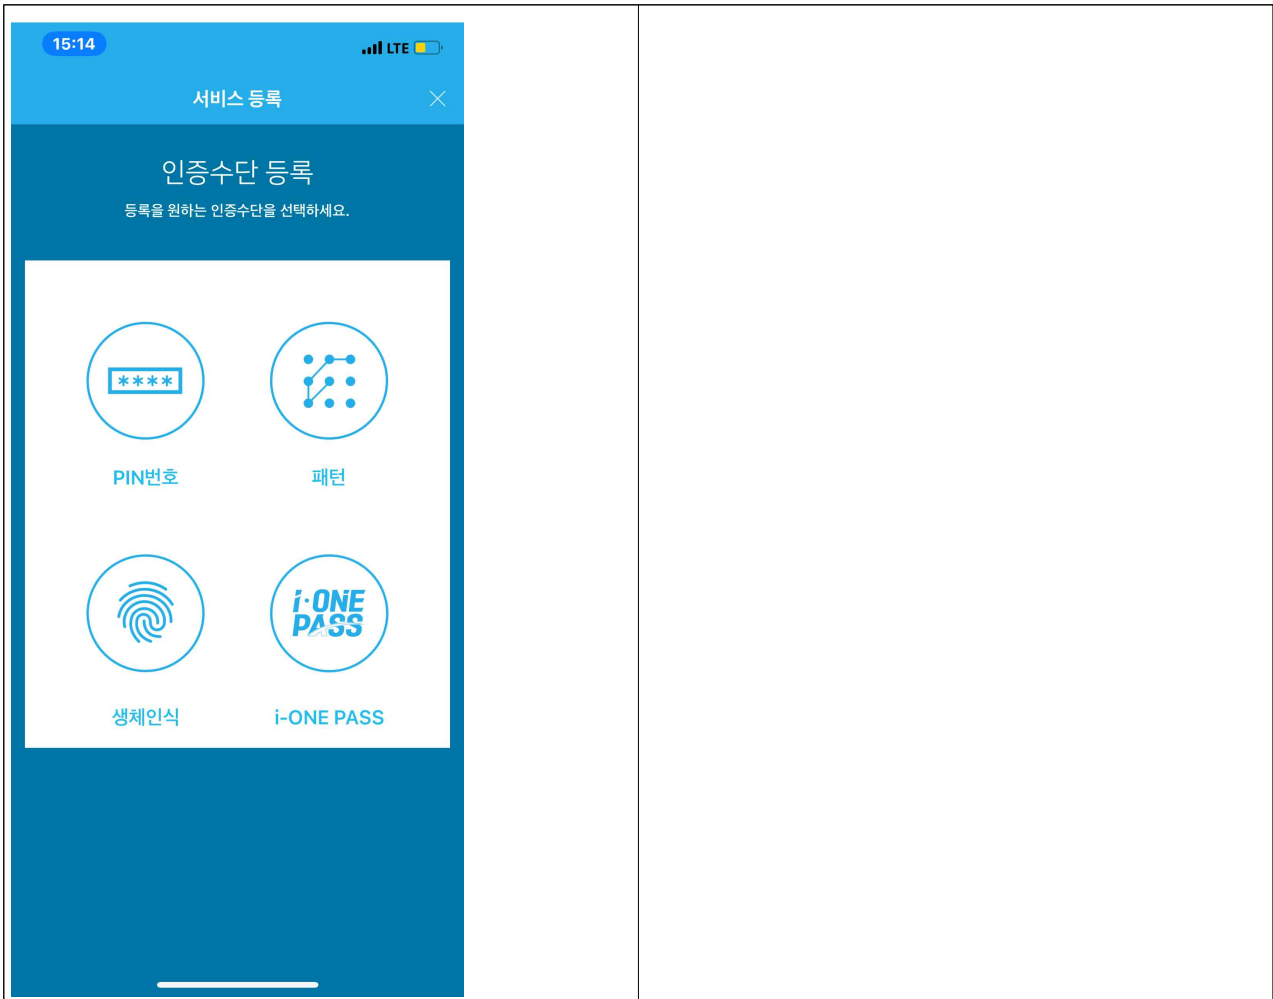 15:14
LTE
서비스 등록
인증수단 등록
등록을 원하는 인증수단을 선택하세요.
****
PIN번호
패턴
i·ONE
PASS
생체인식
i-ONE PASS